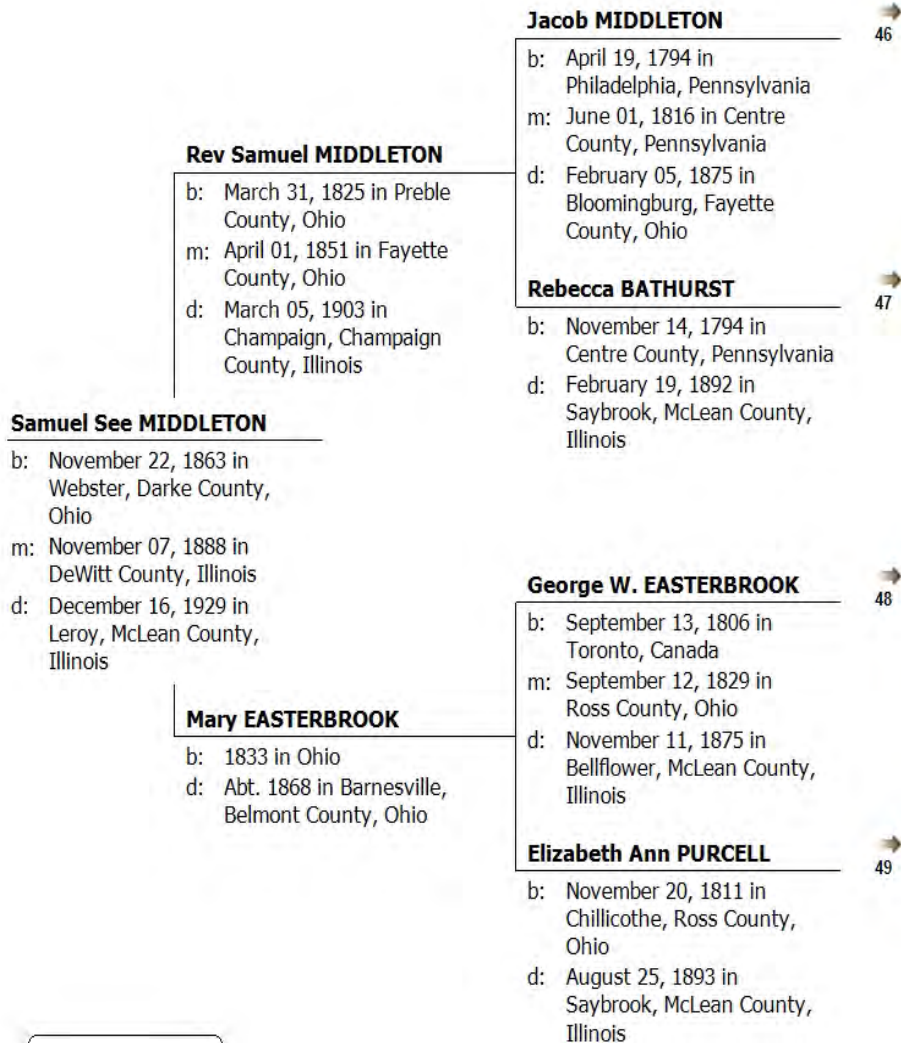 Jacob MIDDLETON
46
b: April 19, 1794 in
Philadelphia, Pennsylvania
m: June 01, 1816 in Centre
County, Pennsylvania
d: February 05, 1875 in
Bloomingburg, Fayette
County, Ohio
Rev Samuel MIDDLETON
b: March 31, 1825 in Preble
County, Ohio
m: April 01, 1851 in Fayette
County, Ohio
d: March 05, 1903 in
Champaign, Champaign
County, Illinois
Rebecca BATHURST
47
b: November 14, 1794 in
Centre County, Pennsylvania
d: February 19, 1892 in
Saybrook, McLean County,
Illinois
Samuel See MIDDLETON
b: November 22, 1863 in
Webster, Darke County,
Ohio
m: November 07, 1888 in
DeWitt County, Illinois
d: December 16, 1929 in
Leroy, McLean County,
Illinois
George W. EASTERBROOK
48
b: September 13, 1806 in
Toronto, Canada
m: September 12, 1829 in
Ross County, Ohio
d: November 11, 1875 in
Bellflower, McLean County,
Illinois
Mary EASTERBROOK
b: 1833 in Ohio
d: Abt. 1868 in Barnesville,
Belmont County, Ohio
Elizabeth Ann PURCELL
49
b: November 20, 1811 in
Chillicothe, Ross County,
Ohio
d: August 25, 1893 in
Saybrook, McLean County,
Illinois